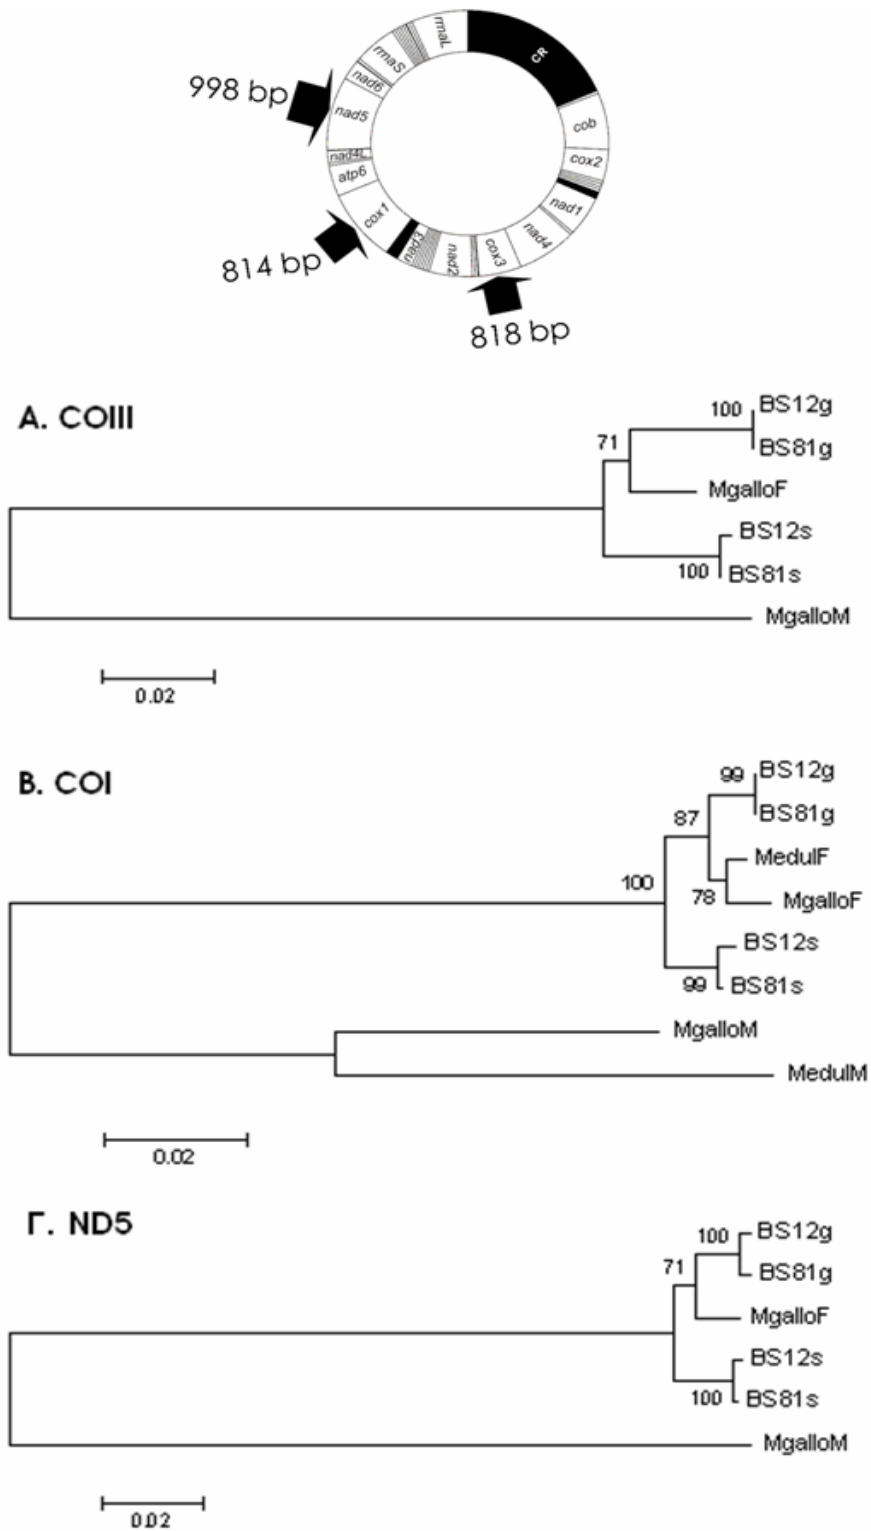 rrnaL
CR
rrnaS
nad6
998 bp
nad5
cob
nad4L
cox2
atp6
nad1
cox1
nad4
nad3
nad2
cox3
814 bp
818 bp
A. COIII
100
BS12g
71
BS81g
MgalloF
BS12s
100
BS81s
MgalloM
0.02
B. COI
99
BS12g
87
BS81g
MedulF
100
78
MgalloF
BS12s
99
BS81s
MgalloM
MedulM
0.02
Γ. ND5
100
BS12g
71
BS81g
MgalloF
BS12s
100
BS81s
MgalloM
0.02